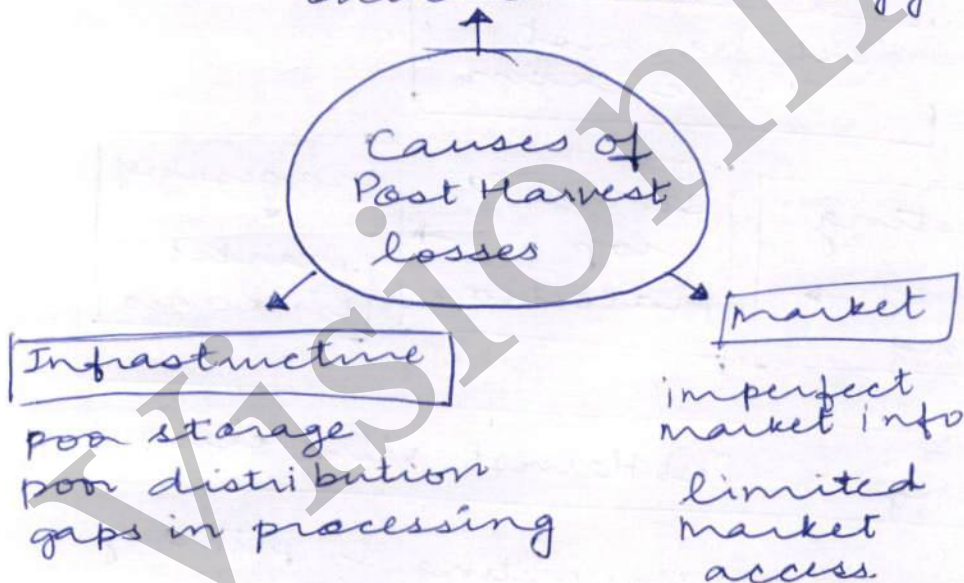 Causes of
Post Harvest
losses
Infrastructure
poor storage
poor distribution
gaps in processing
market
imperfect
market info
limited
market
access.
Vision